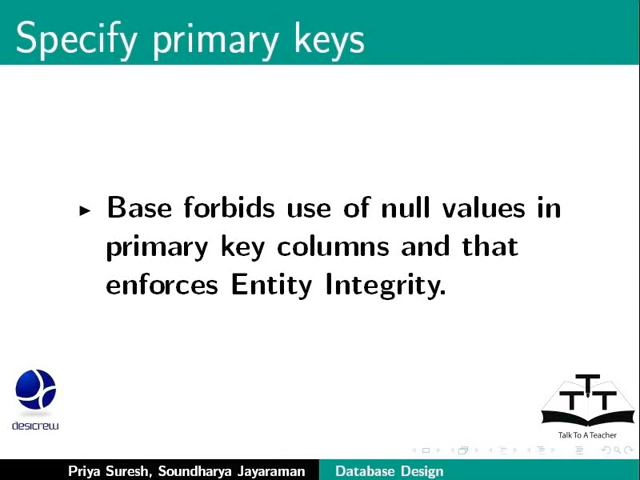 Specify primary keys
Base forbids use of null values in
primary key columns and that
enforces Entity Integrity.
desicrew
T T T
Talk To A Teacher
Priya Suresh, Soundharya Jayaraman Database Design